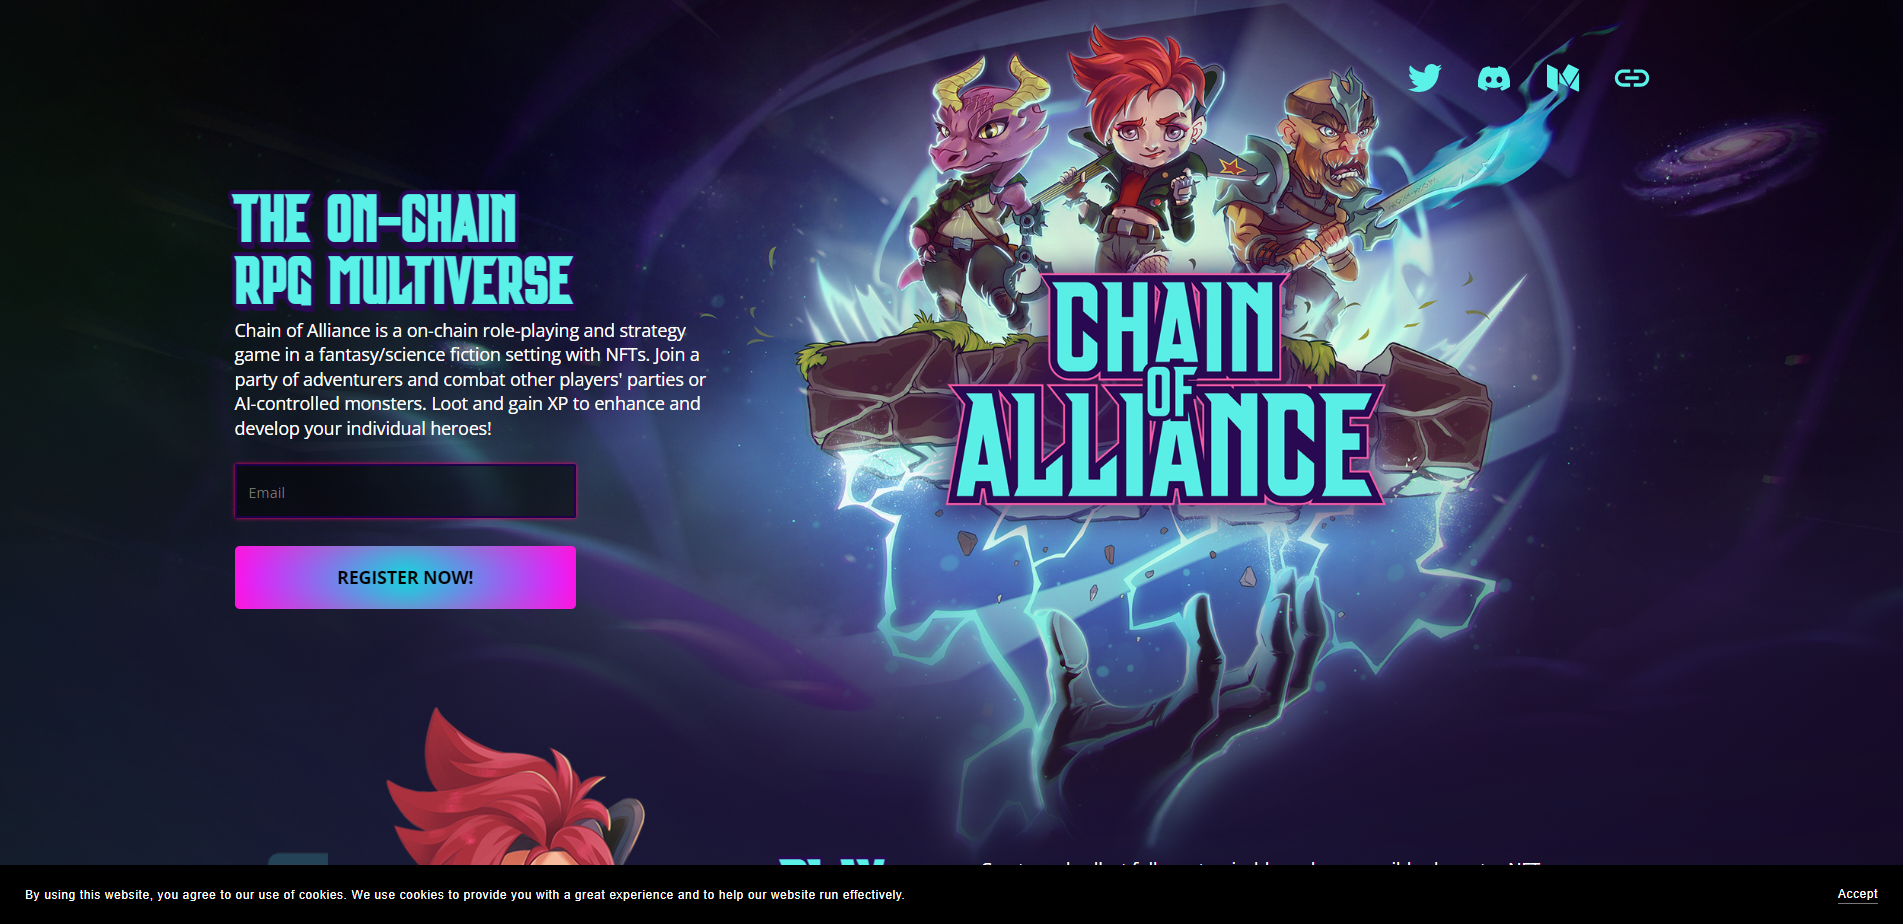 THE ON-CHAIN
RPG MULTIVERSE
Chain of Alliance is a on-chain role-playing and strategy
game in a fantasy/science fiction setting with NFTs. Join a
party of adventurers and combat other players' parties or
AI-controlled monsters. Loot and gain XP to enhance and
develop your individual heroes!
Email
REGISTER NOW!
CHAIN
OF
ALLIANCE
By using this website, you agree to our use of cookies. We use cookies to provide you with a great experience and to help our website run effectively.
Accept